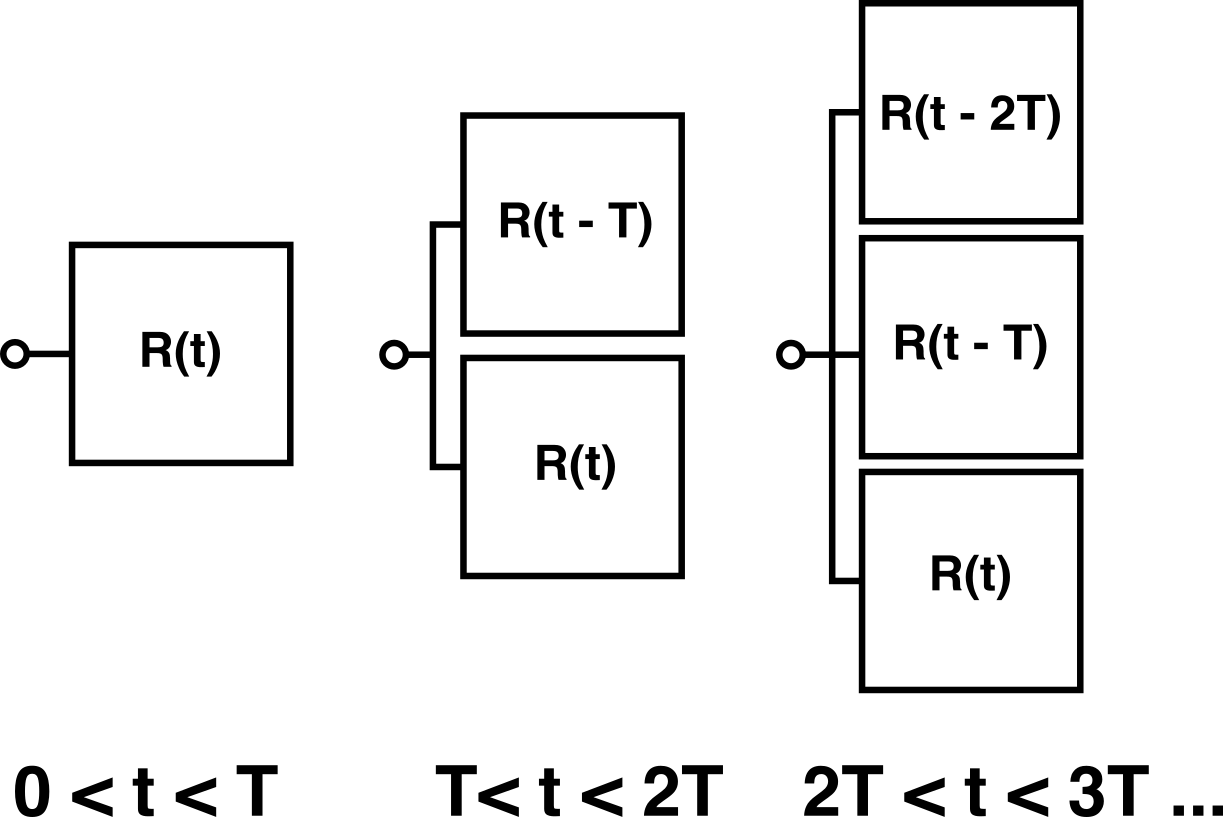 R(t)
R(t - T)
R(t)
R(t - 2T)
R(t - T)
R(t)
0 < t < T
T< t < 2T
2T < t < 3T ...